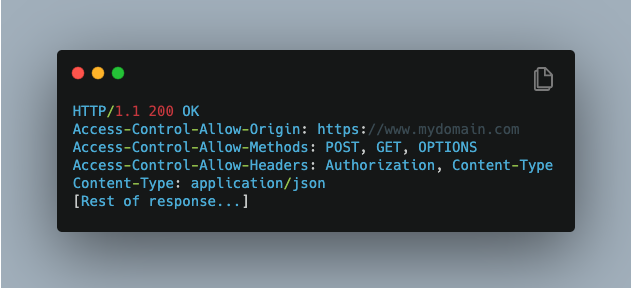 HTTP/1.1 200 OK
Access-Control-Allow-Origin: https://www.mydomain.com
Access-Control-Allow-Methods: POST, GET, OPTIONS
Access-Control-Allow-Headers: Authorization, Content-Type
Content-Type: application/json
[Rest of response...]